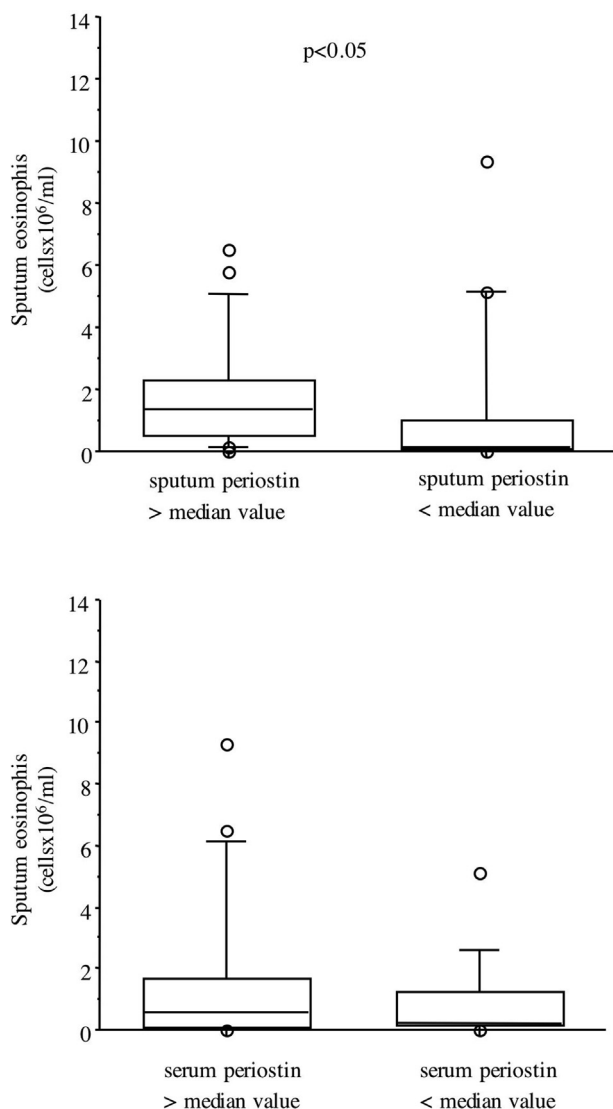 14
p<0.05
12
10
8
6
4
2
0
Sputum eosinophis
(cellsx10⁶/ml)
sputum periostin
> median value
sputum periostin
< median value
14
12
10
8
6
4
2
0
Sputum eosinophis
(cellsx10⁶/ml)
serum periostin
> median value
serum periostin
< median value